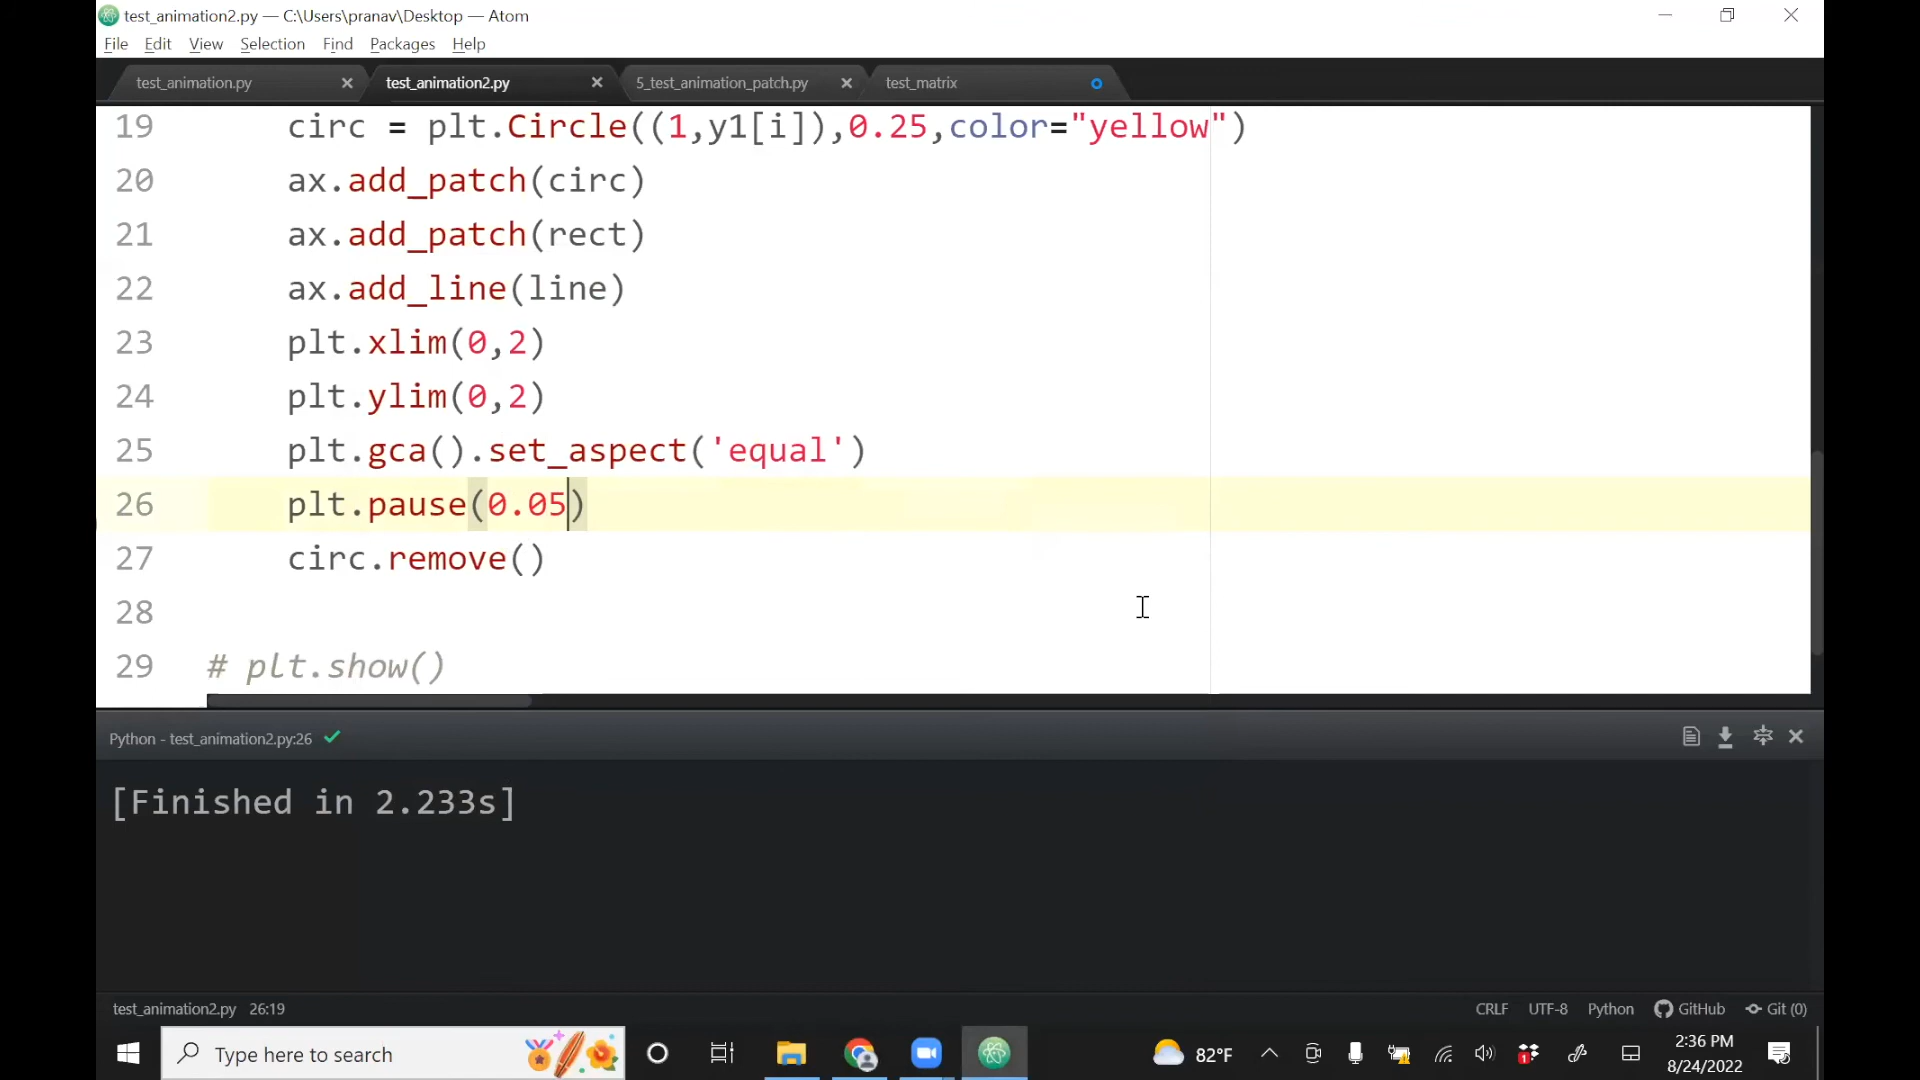 test_animation2.py — C:\Users\pranav\Desktop — Atom
File Edit View Selection Find Packages Help
test_animation.py test_animation2.py 5_test_animation_patch.py test_matrix
19 circ = plt.Circle((1,y1[i]),0.25,color="yellow")
20 ax.add_patch(circ)
21 ax.add_patch(rect)
22 ax.add_line(line)
23 plt.xlim(0,2)
24 plt.ylim(0,2)
25 plt.gca().set_aspect('equal')
26 plt.pause(0.05)
27 circ.remove()
28
29 # plt.show()
Python - test_animation2.py:26
[Finished in 2.233s]
test_animation2.py 26:19 CRLF UTF-8 Python GitHub Git (0)
Type here to search 82°F 1 2:36 PM
8/24/2022